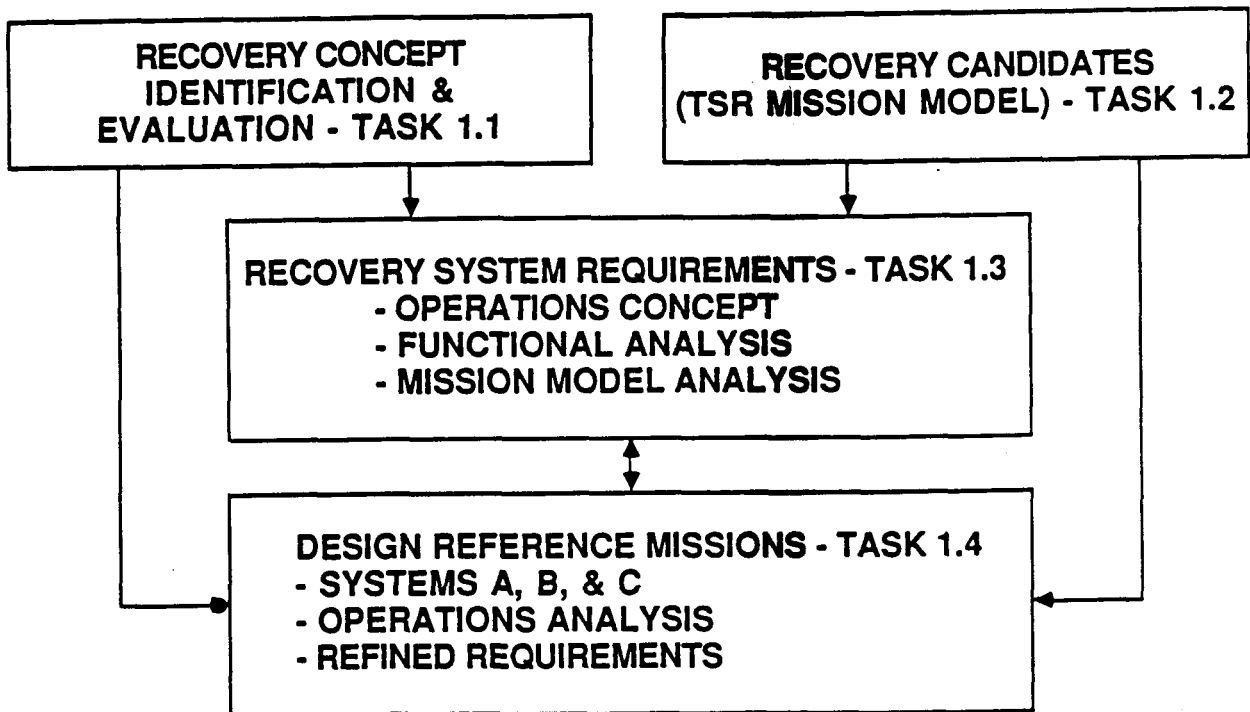 RECOVERY CONCEPT
IDENTIFICATION &
EVALUATION - TASK 1.1
RECOVERY CANDIDATES
(TSR MISSION MODEL) - TASK 1.2
RECOVERY SYSTEM REQUIREMENTS - TASK 1.3
- OPERATIONS CONCEPT
- FUNCTIONAL ANALYSIS
- MISSION MODEL ANALYSIS
DESIGN REFERENCE MISSIONS - TASK 1.4
- SYSTEMS A, B, & C
- OPERATIONS ANALYSIS
- REFINED REQUIREMENTS